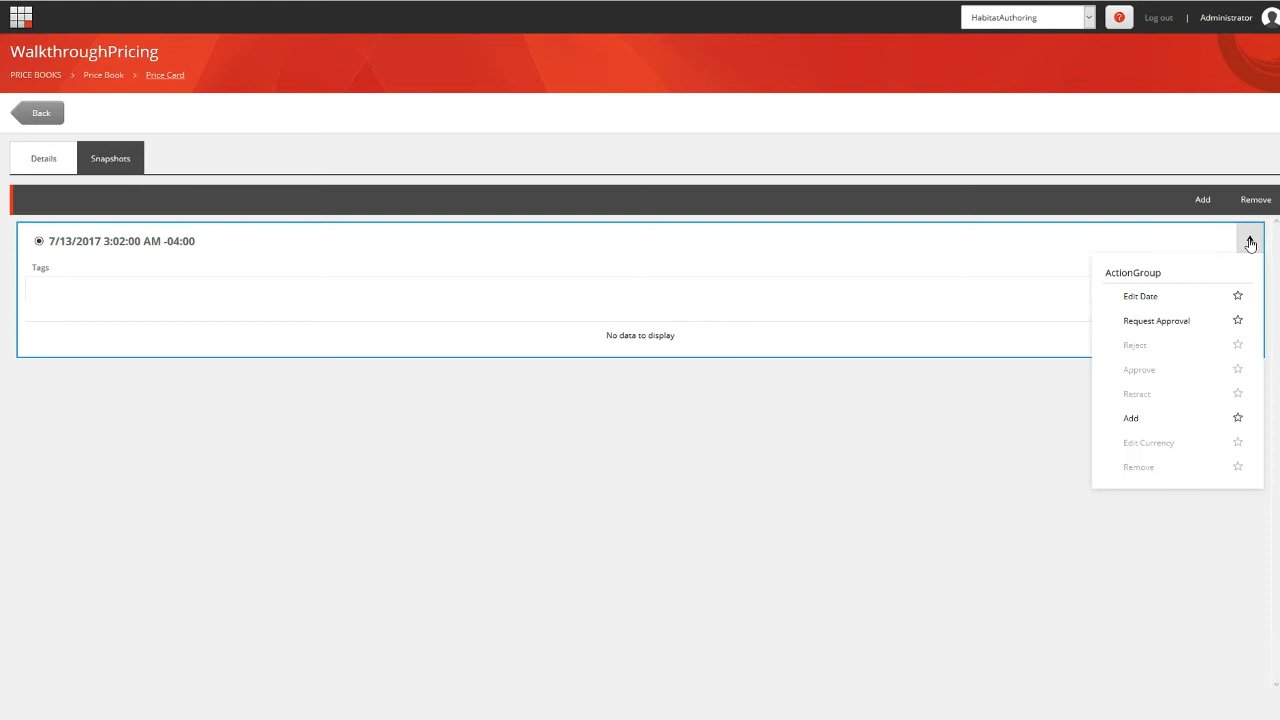 HabitatAuthoring
Log out | Administrator
WalkthroughPricing
PRICE BOOKS > Price Book > Price Card
Back
Details
Snapshots
Add
Remove
7/13/2017 3:02:00 AM -04:00
Tags
No data to display
ActionGroup
Edit Date
Request Approval
Reject
Approve
Retract
Add
Edit Currency
Remove